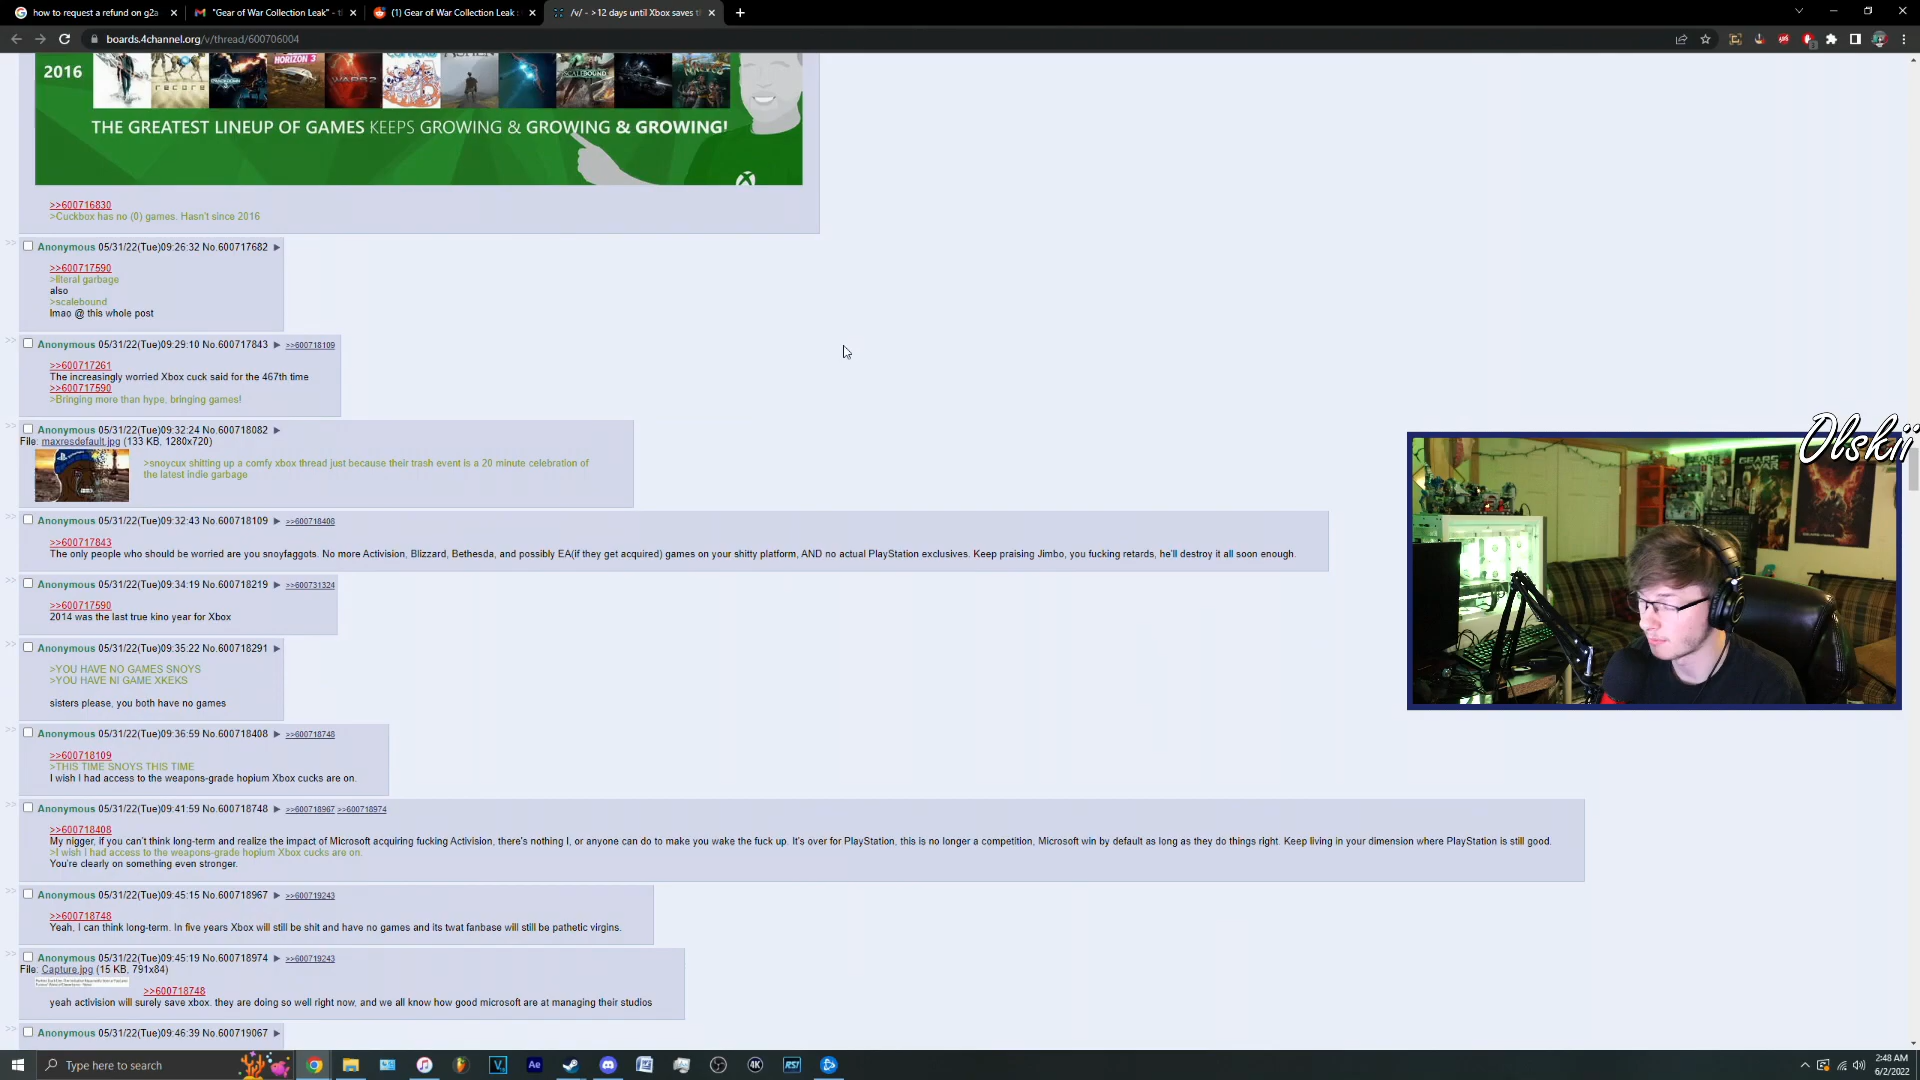 how to request a refund on g2a
"Gear of War Collection Leak" -
(1) Gear of War Collection Leak :
/v/ - >12 days until Xbox saves t
boards.4channel.org/v/thread/600706004
2016
recore
HORIZON 3
SCALEBOUND
THE GREATEST LINEUP OF GAMES KEEPS GROWING & GROWING & GROWING!
>>600716830
>Cuckbox has no (0) games. Hasn't since 2016
>> Anonymous 05/31/22(Tue)09:26:32 No.600717682 ▶
>>600717590
>literal garbage
also
>scalebound
lmao @ this whole post
>> Anonymous 05/31/22(Tue)09:29:10 No.600717843 ▶ >>600718109
>>600717261
The increasingly worried Xbox cuck said for the 467th time
>>600717590
>Bringing more than hype, bringing games!
>> Anonymous 05/31/22(Tue)09:32:24 No.600718082 ▶
File: maxresdefault.jpg (133 KB, 1280x720)
>snoycux shitting up a comfy xbox thread just because their trash event is a 20 minute celebration of
the latest indie garbage
>> Anonymous 05/31/22(Tue)09:32:43 No.600718109 ▶ >>600718408
>>600717843
The only people who should be worried are you snoyfaggots. No more Activision, Blizzard, Bethesda, and possibly EA(if they get acquired) games on your shitty platform, AND no actual PlayStation exclusives. Keep praising Jimbo, you fucking retards, he'll destroy it all soon enough.
>> Anonymous 05/31/22(Tue)09:34:19 No.600718219 ▶ >>600731324
>>600717590
2014 was the last true kino year for Xbox
>> Anonymous 05/31/22(Tue)09:35:22 No.600718291 ▶
>YOU HAVE NO GAMES SNOYS
>YOU HAVE NI GAME XKEKS
sisters please, you both have no games
>> Anonymous 05/31/22(Tue)09:36:59 No.600718408 ▶ >>600718748
>>600718109
>THIS TIME SNOYS THIS TIME
I wish I had access to the weapons-grade hopium Xbox cucks are on.
>> Anonymous 05/31/22(Tue)09:41:59 No.600718748 ▶ >>600718967 >>600718974
>>600718408
My nigger, if you can't think long-term and realize the impact of Microsoft acquiring fucking Activision, there's nothing I, or anyone can do to make you wake the fuck up. It's over for PlayStation, this is no longer a competition, Microsoft win by default as long as they do things right. Keep living in your dimension where PlayStation is still good.
>I wish I had access to the weapons-grade hopium Xbox cucks are on.
You're clearly on something even stronger.
>> Anonymous 05/31/22(Tue)09:45:15 No.600718967 ▶ >>600719243
>>600718748
Yeah, I can think long-term. In five years Xbox will still be shit and have no games and its twat fanbase will still be pathetic virgins.
>> Anonymous 05/31/22(Tue)09:45:19 No.600718974 ▶ >>600719243
File: Capture.jpg (15 KB, 791x84)
>>600718748
yeah activision will surely save xbox. they are doing so well right now, and we all know how good microsoft are at managing their studios
>> Anonymous 05/31/22(Tue)09:46:39 No.600719067 ▶
Olskii
GEARS
Type here to search
Ae
4K
RSI
2:48 AM
6/2/2022